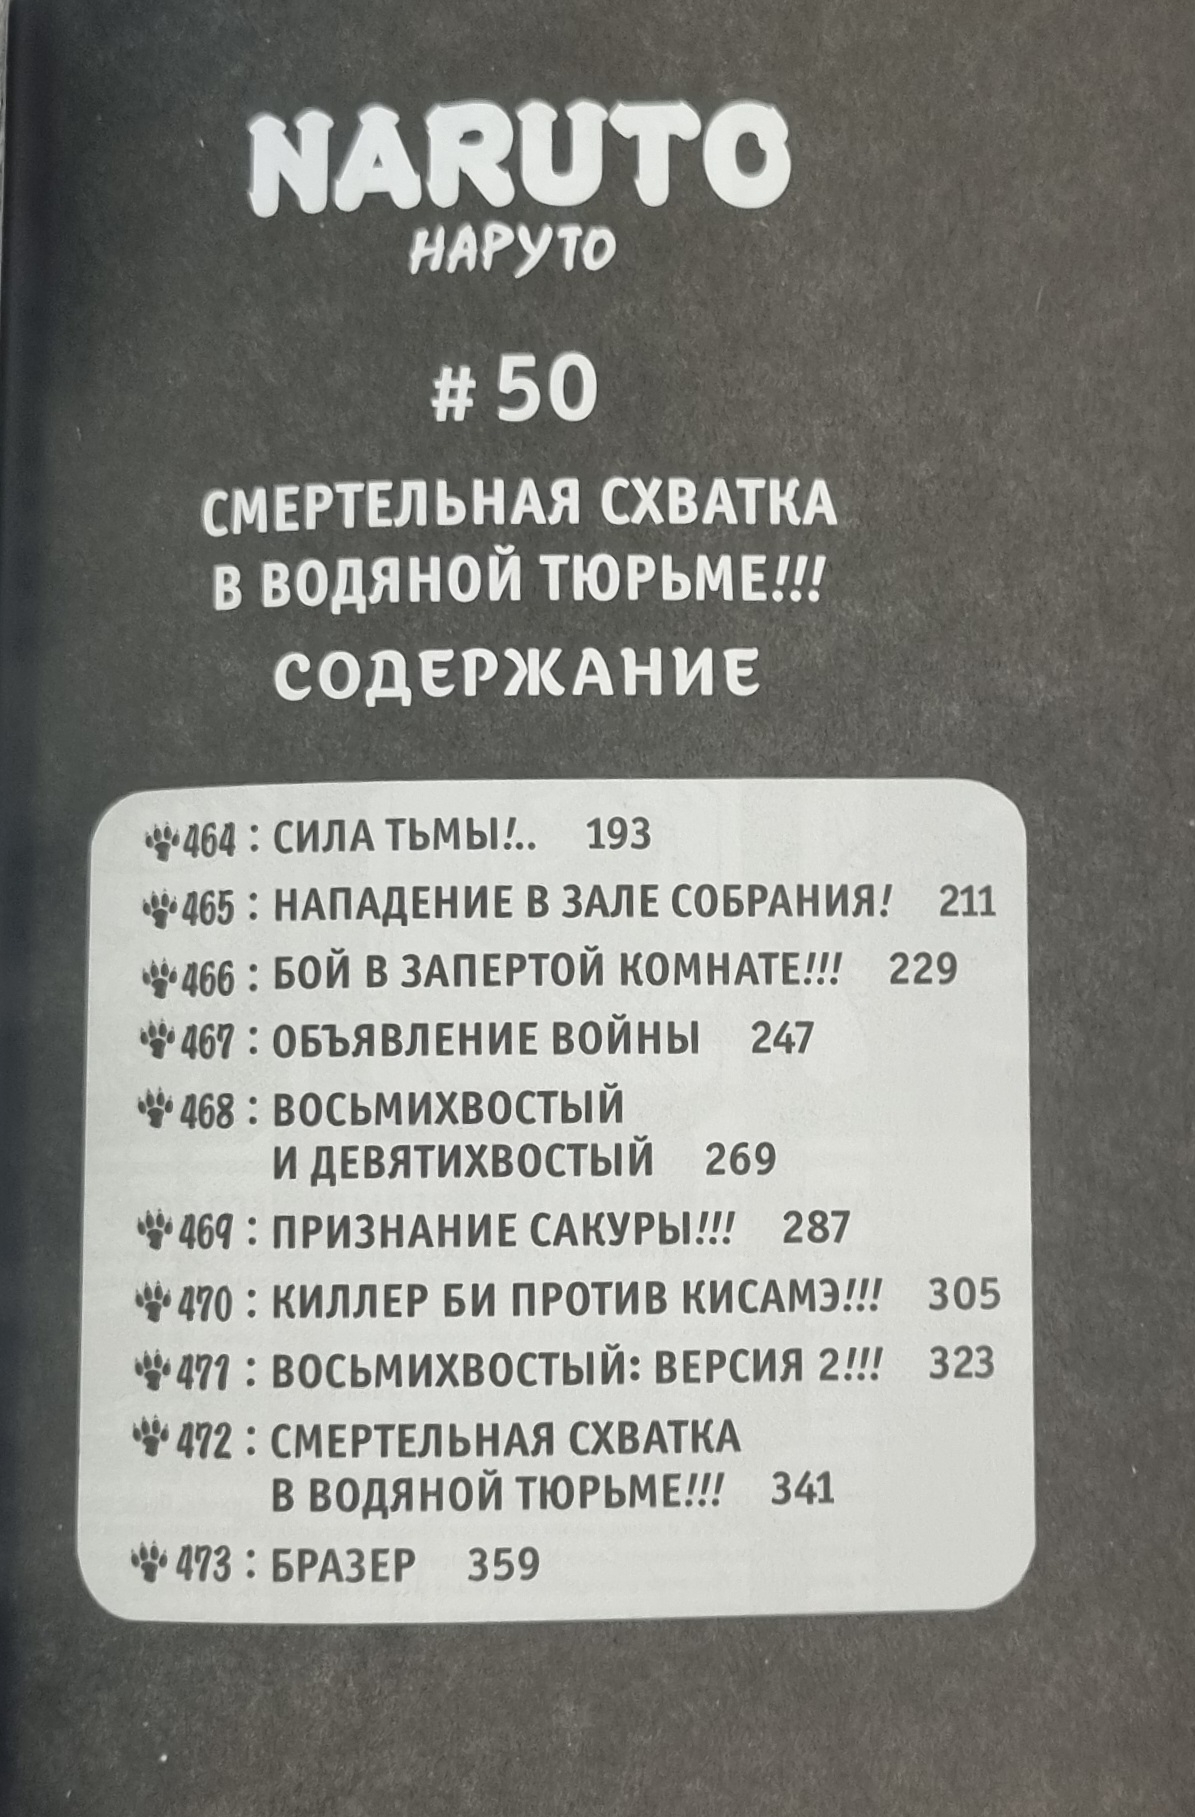 NARUTO
НАРУТО
# 50
СМЕРТЕЛЬНАЯ СХВАТКА
В ВОДЯНОЙ ТЮРЬМЕ!!!
СОДЕРЖАНИЕ
464 : СИЛА ТЬМЫ!.. 193
465 : НАПАДЕНИЕ В ЗАЛЕ СОБРАНИЯ! 211
466 : БОЙ В ЗАПЕРТОЙ КОМНАТЕ!!! 229
467 : ОБЪЯВЛЕНИЕ ВОЙНЫ 247
468 : ВОСЬМИХВОСТЫЙ
И ДЕВЯТИХВОСТЫЙ 269
469 : ПРИЗНАНИЕ САКУРЫ!!! 287
470 : КИЛЛЕР БИ ПРОТИВ КИСАМЭ!!! 305
471 : ВОСЬМИХВОСТЫЙ: ВЕРСИЯ 2!!! 323
472 : СМЕРТЕЛЬНАЯ СХВАТКА
В ВОДЯНОЙ ТЮРЬМЕ!!! 341
473 : БРАЗЕР 359